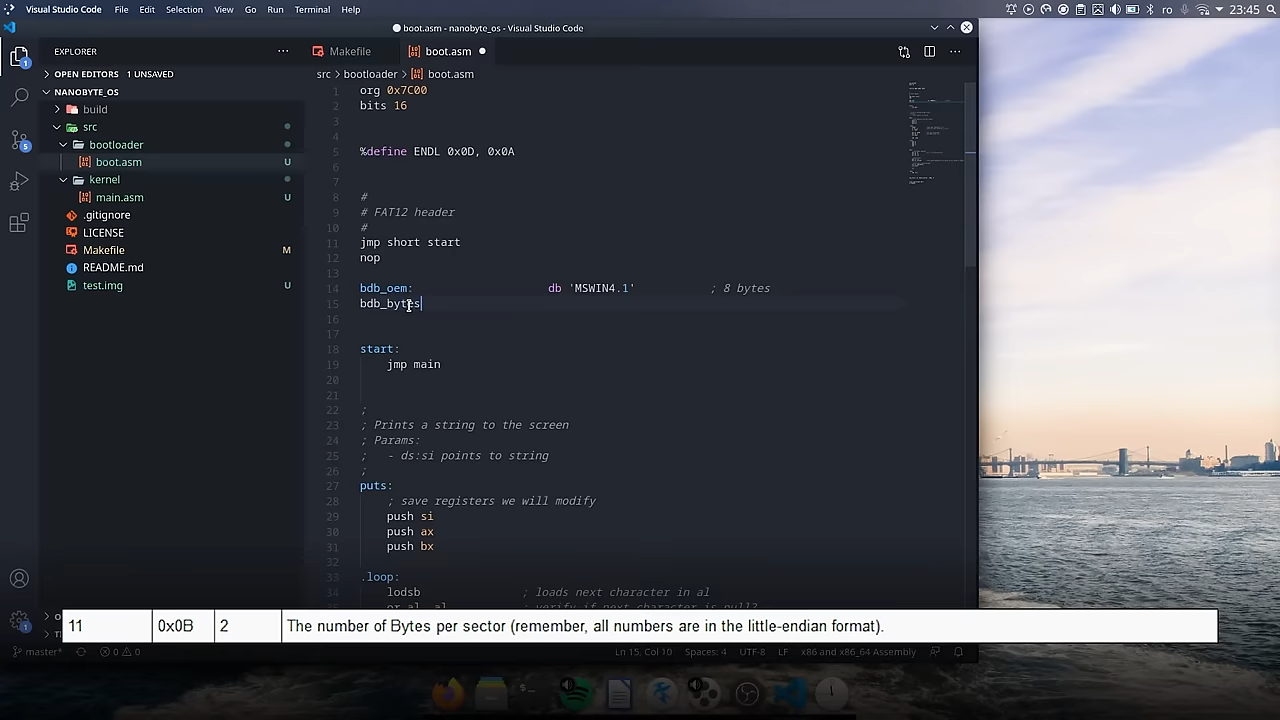 Visual Studio Code File Edit Selection View Go Run Terminal Help ro 23:45
boot.asm - nanobyte_os - Visual Studio Code
EXPLORER ...
Makefile boot.asm
OPEN EDITORS 1 UNSAVED
src > bootloader > boot.asm
NANOBYTE_OS
build
src
bootloader
boot.asm U
kernel
main.asm U
.gitignore
LICENSE
Makefile M
README.md
test.img U
1 org 0x7C00
2 bits 16
3
4
5 %define ENDL 0x0D, 0x0A
6
7
8 #
9 # FAT12 header
10 #
11 jmp short start
12 nop
13
14 bdb_oem: db 'MSWIN4.1' ; 8 bytes
15 bdb_bytes
16
17
18 start:
19 jmp main
20
21
22 ;
23 ; Prints a string to the screen
24 ; Params:
25 ; - ds:si points to string
26 ;
27 puts:
28 ; save registers we will modify
29 push si
30 push ax
31 push bx
32
33 .loop:
34 lodsb ; loads next character in al
11 0x0B 2 The number of Bytes per sector (remember, all numbers are in the little-endian format).
master* 0 0 Ln 15, Col 10 Spaces: 4 UTF-8 LF x86 and x86_64 Assembly